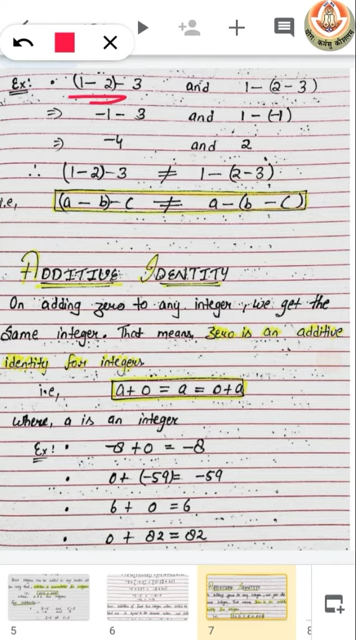 Ex: • (1-2)-3 and 1-(2-3)
⇒ -1-3 and 1-(-1)
⇒ -4 and 2
∴ (1-2)-3 ≠ 1-(2-3)
i.e, (a-b)-c ≠ a-(b-c)
ADDITIVE IDENTITY
On adding zero to any integer, we get the
same integer. That means zero is an additive
identity for integers
i.e, a+0 = a = 0+a
where, a is an integer
Ex: • -8+0 = -8
• 0+(-59)= -59
• 6+0 = 6
• 0+82 = 82
5
6
7
8